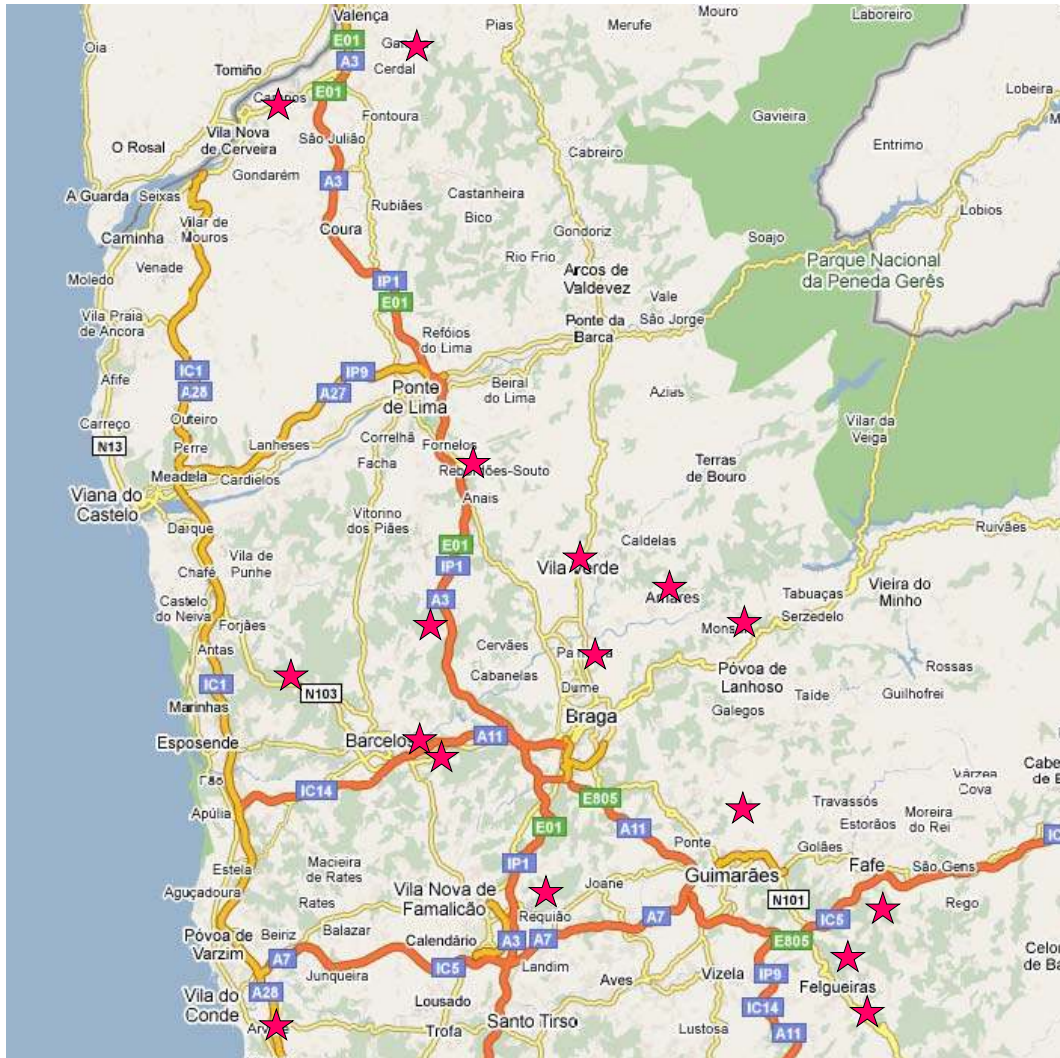 Valença
Mouro
Laboreiro
Pias
Merufe
Oia
E01
A3
Cerdal
Tomiño
E01
Lobeira
Fontoura
Gavieira
Vila Nova
de Cerveira
São Julião
O Rosal
Cabreiro
Entrimo
Gondarém
A3
A Guarda
Seixas
Castanheira
Rubiães
Bico
Lobios
Vilar de
Mouros
Coura
Gondoriz
Soajo
Caminha
Rio Frio
Parque Nacional
da Peneda Gerês
Venade
Arcos de
Valdevez
Moledo
IP1
E01
Vale
São Jorge
Vila Praia
de Ancora
Ponte da
Barca
Refóios
do Lima
IC1
A28
IP9
A27
Afife
Ponte
de Lima
Beiral
do Lima
Azias
Outeiro
Carreço
Vilar da
Veiga
N13
Perre
Lanheses
Correlhã
Fornelos
Facha
Terras
de Bouro
Meadela
Cardielos
Viana do
Castelo
Anais
Darque
Vitorino
dos Piães
Ruivães
E01
IP1
Caldelas
Vila de
Punhe
Chafé
Vila Verde
A3
Amares
Tabuaças
Vieira do
Minho
Castelo
do Neiva
Forjães
Serzedelo
Antas
Cervães
Cabanelas
Póvoa de
Lanhoso
Rossas
IC1
N103
Dume
Taíde
Guilhofrei
Marinhas
Braga
Galegos
Esposende
Barcelos
A11
Apúlia
IC14
E805
Várzea
Cova
E01
A11
Travassós
Estorãos
Moreira
do Rei
Ponte
Golães
Estela
Macieira
de Rates
IP1
Guimarães
Fafe
São Gens
Aguçadoura
Rates
Vila Nova de
Famalicão
Joane
N101
Rego
Requião
A7
IC5
Póvoa de
Varzim
Beiriz
Balazar
Calendário
A3
A7
E805
A7
IC5
Landim
Junqueira
Aves
Vizela
IP9
Felgueiras
A28
Vila do
Conde
Lousado
IC14
Trofa
Santo Tirso
Lustosa
A11